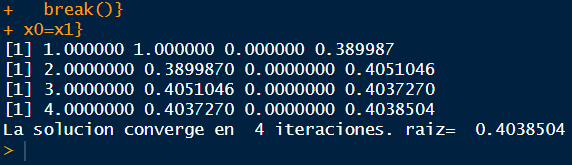 +   break()}
+ x0=x1}
[1] 1.000000 1.000000 0.000000 0.389987
[1] 2.0000000 0.3899870 0.0000000 0.4051046
[1] 3.0000000 0.4051046 0.0000000 0.4037270
[1] 4.0000000 0.4037270 0.0000000 0.4038504
La solucion converge en  4 iteraciones. raiz=  0.4038504
>